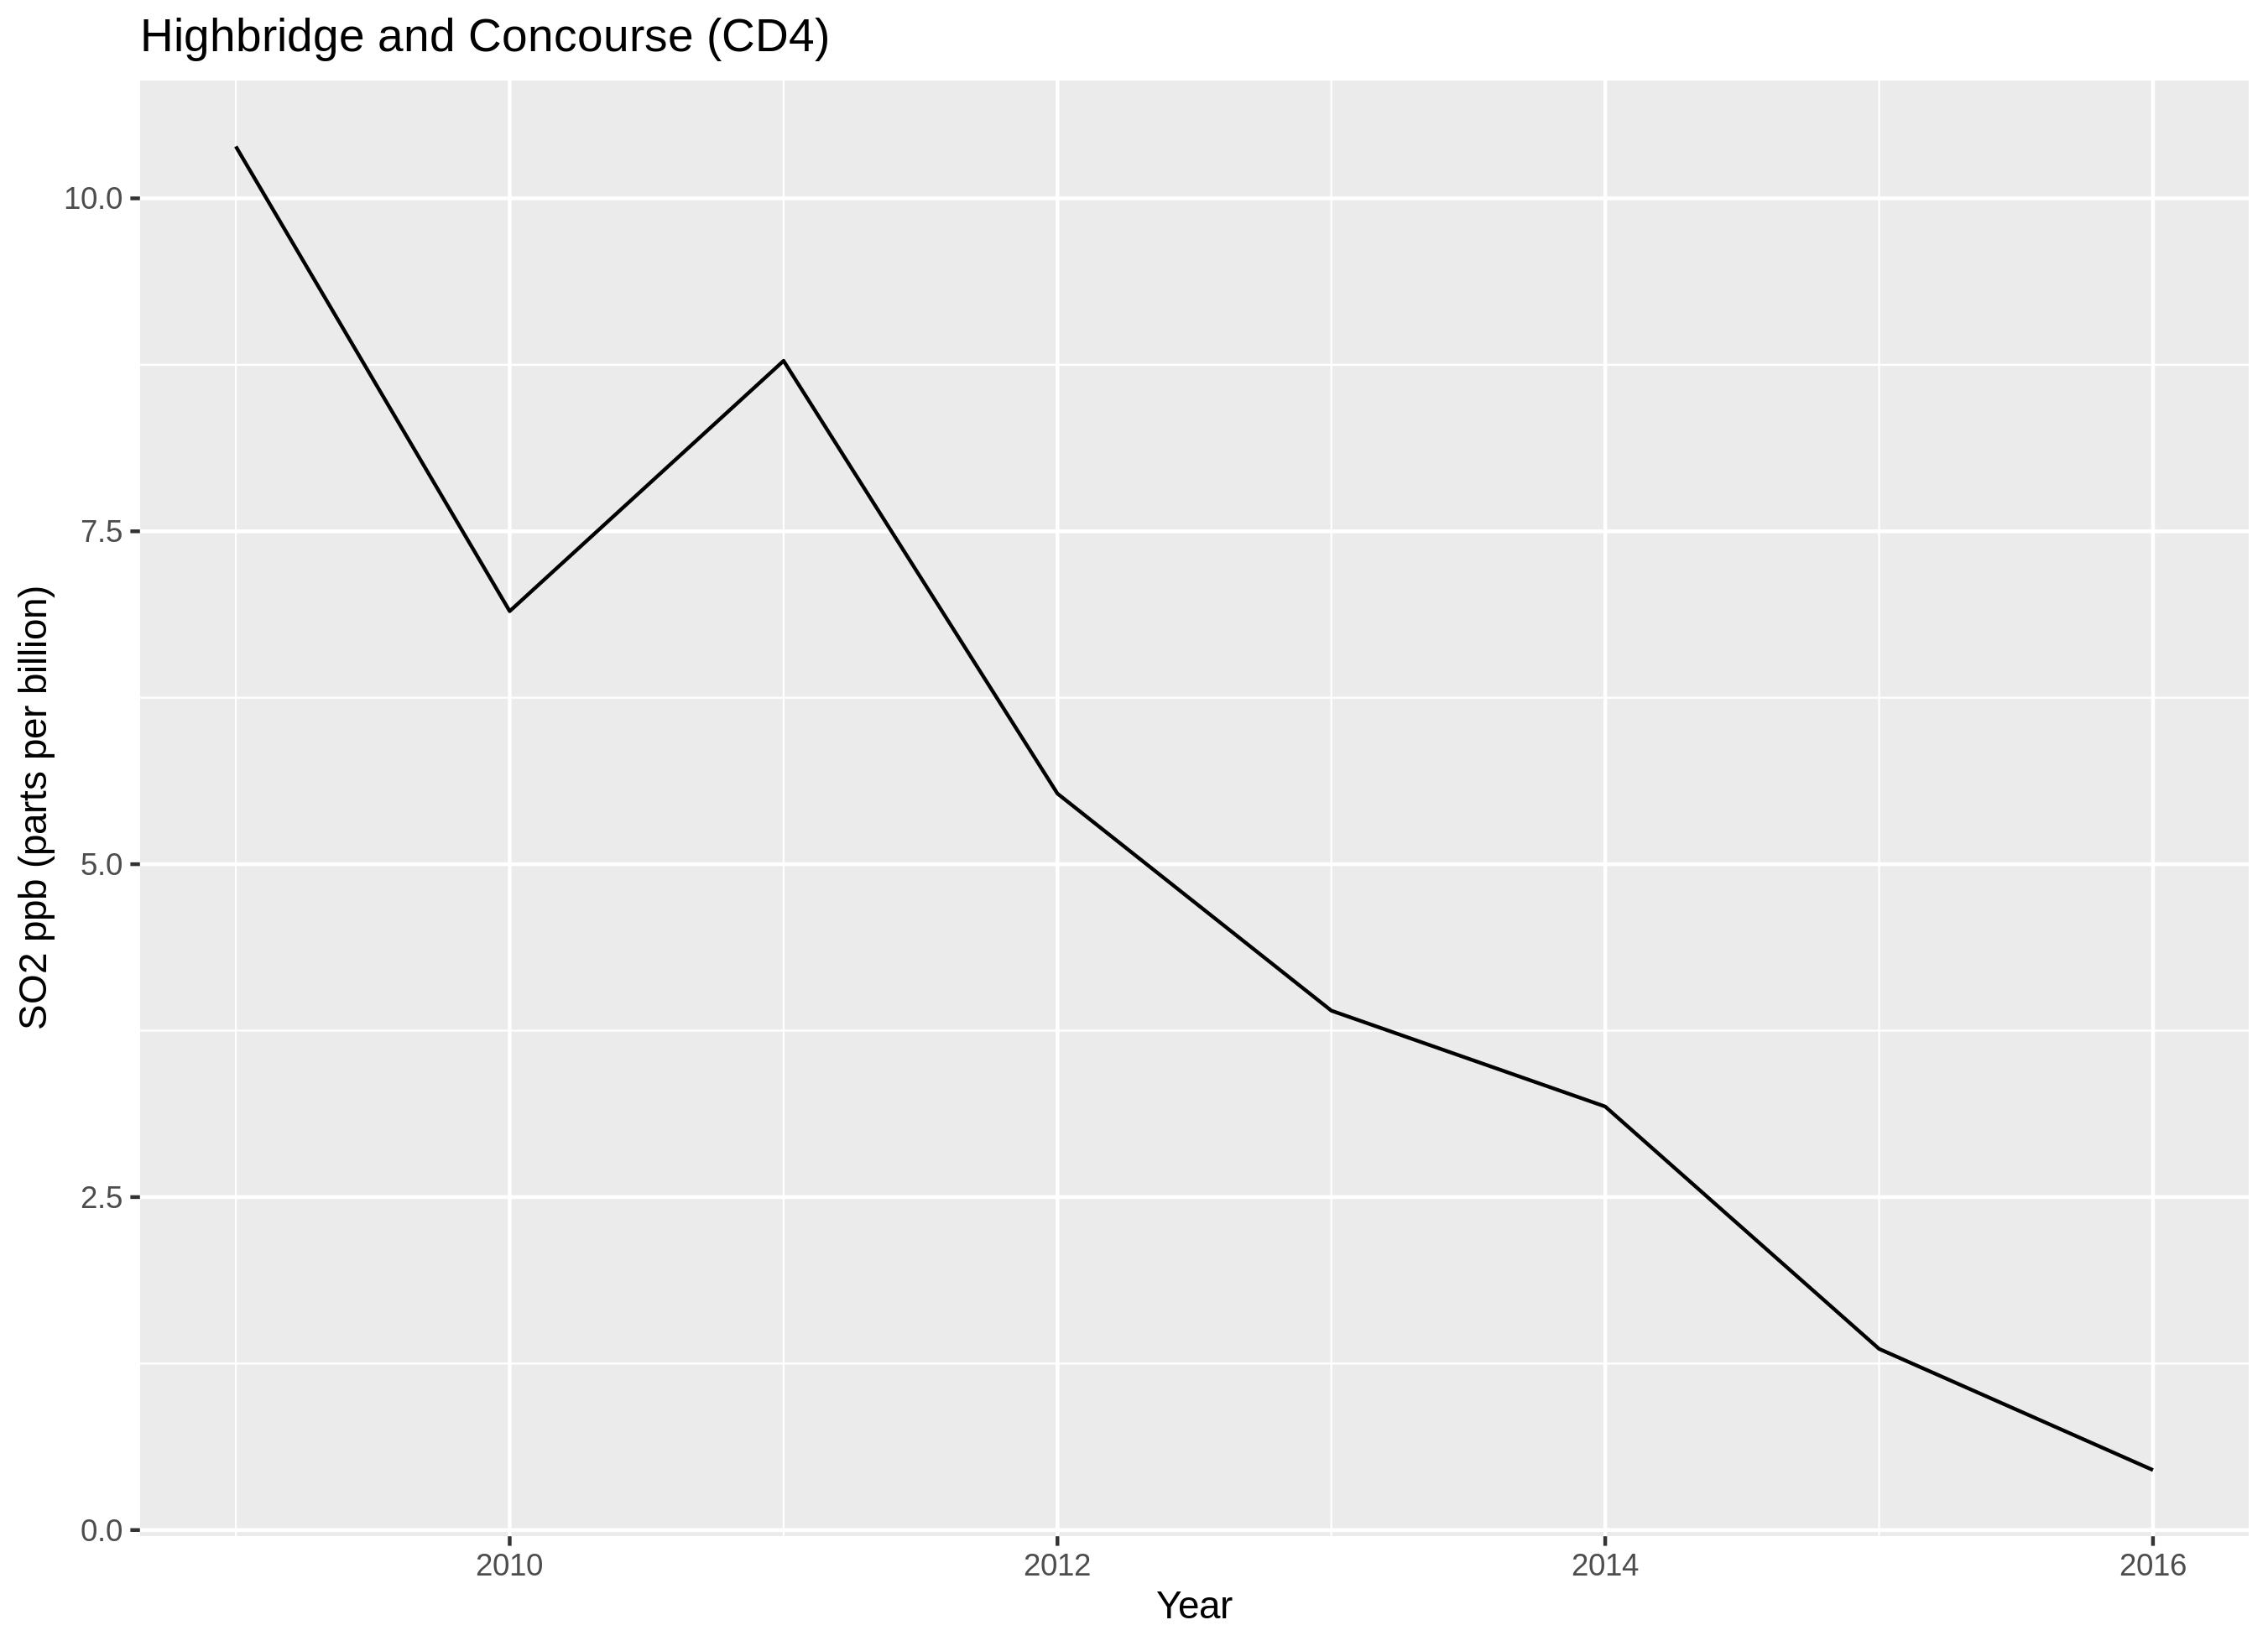 Highbridge and Concourse (CD4)
10.0
7.5
5.0
2.5
0.0
SO2 ppb (parts per billion)
2010 2012 2014 2016
Year